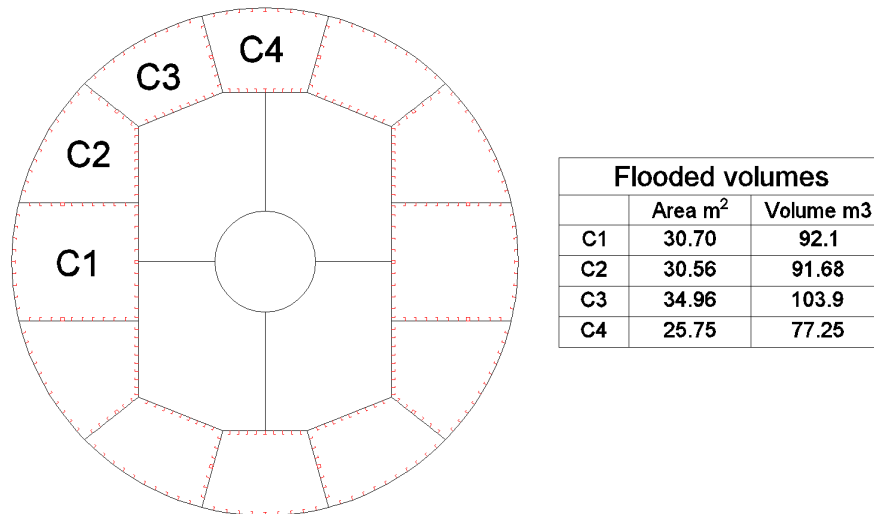 C4
C3
C2
C1
Flooded volumes
Area m² Volume m3
C1 30.70 92.1
C2 30.56 91.68
C3 34.96 103.9
C4 25.75 77.25